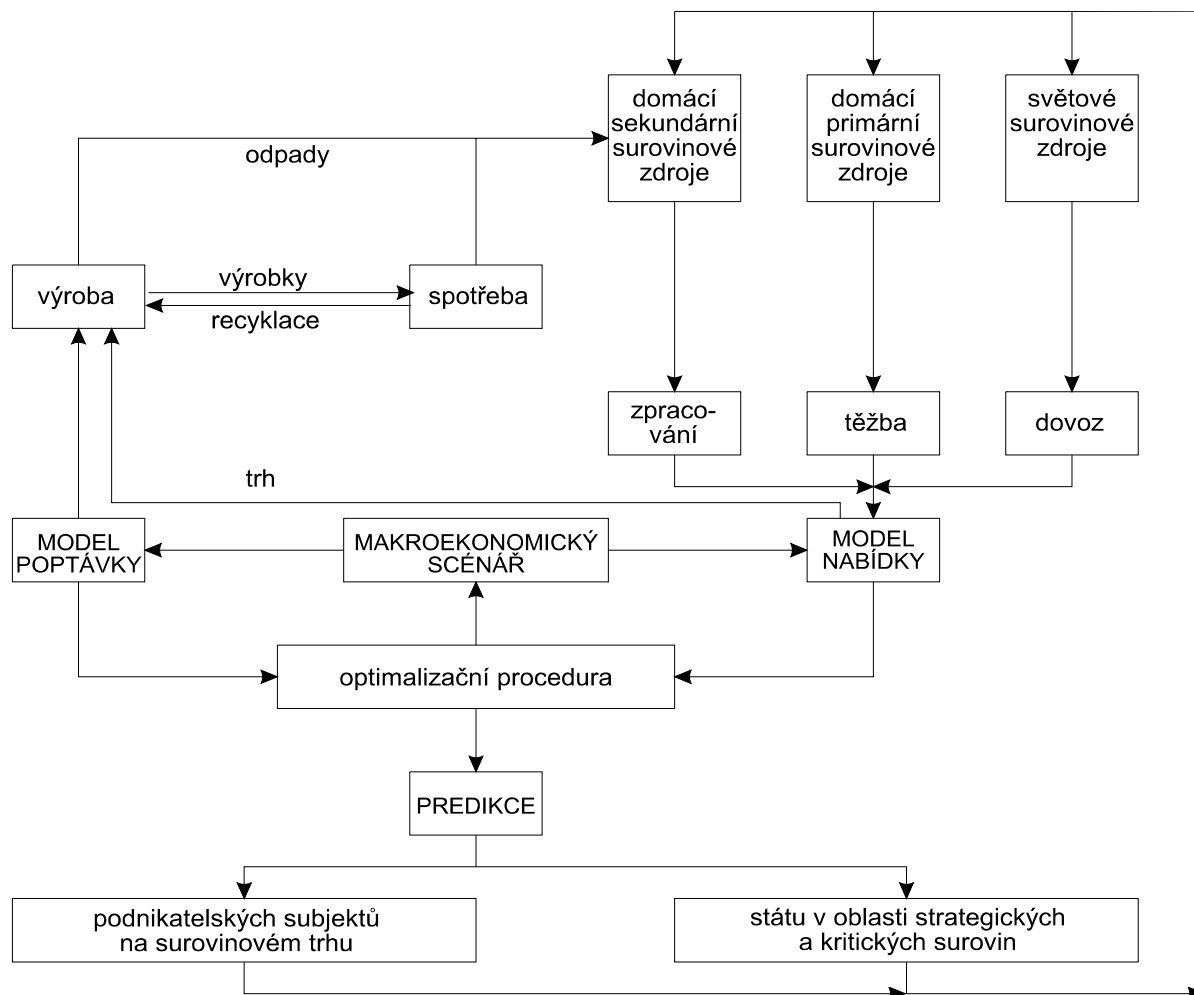 domácí
sekundární
surovinové
zdroje
domácí
primární
surovinové
zdroje
světové
surovinové
zdroje
odpady
výroba
výrobky
recyklace
spotřeba
zpraco-
vání
těžba
dovoz
trh
MODEL
POPTÁVKY
MAKROEKONOMICKÝ
SCÉNÁŘ
MODEL
NABÍDKY
optimalizační procedura
PREDIKCE
podnikatelských subjektů
na surovinovém trhu
státu v oblasti strategických
a kritických surovin